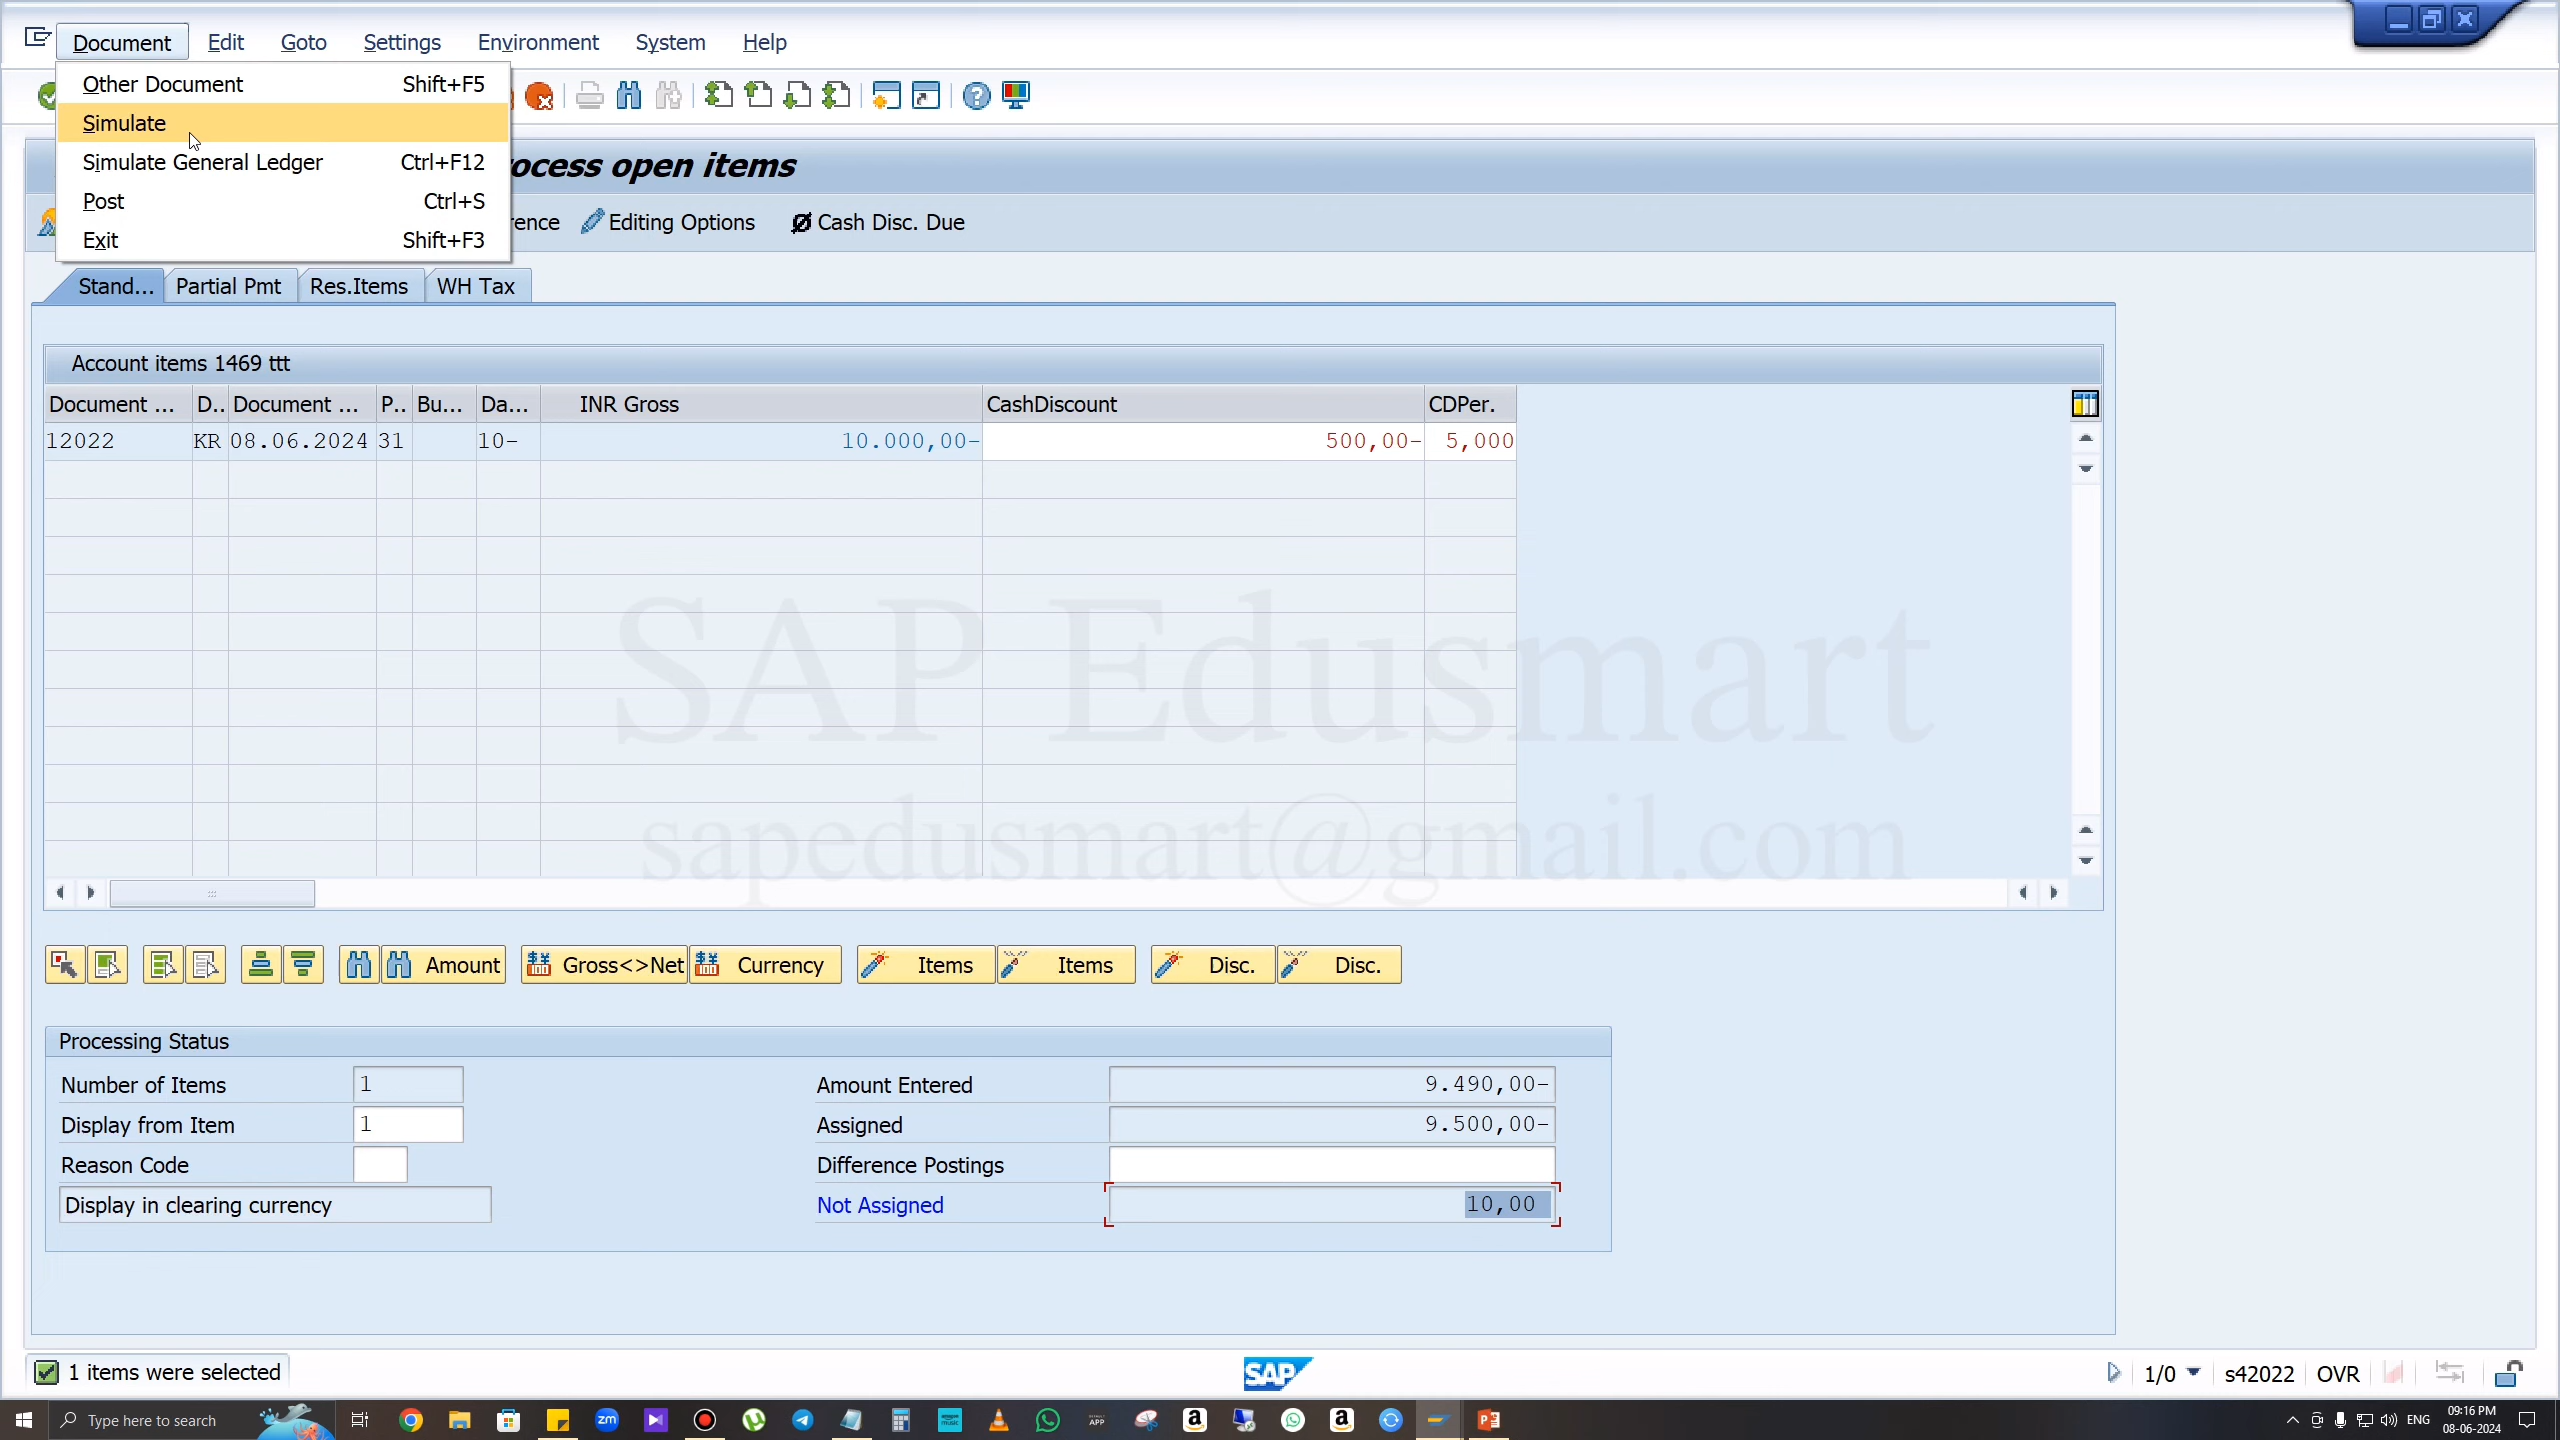 Document Edit Goto Settings Environment System Help
Other Document Shift+F5
Simulate
Simulate General Ledger Ctrl+F12
Post Ctrl+S
Exit Shift+F3
ocess open items
rence Editing Options Cash Disc. Due
Stand... Partial Pmt Res.Items WH Tax
Account items 1469 ttt
Document ... D.. Document ... P.. Bu... Da... INR Gross CashDiscount CDPer.
12022 KR 08.06.2024 31 10- 10.000,00- 500,00- 5,000
SAP Edusmart
sapedusmart@gmail.com
Amount Gross<>Net Currency Items Items Disc. Disc.
Processing Status
Number of Items 1 Amount Entered 9.490,00-
Display from Item 1 Assigned 9.500,00-
Reason Code Difference Postings
Display in clearing currency Not Assigned 10,00
1 items were selected SAP 1/0 s42022 OVR
Type here to search ENG 09:16 PM
08-06-2024